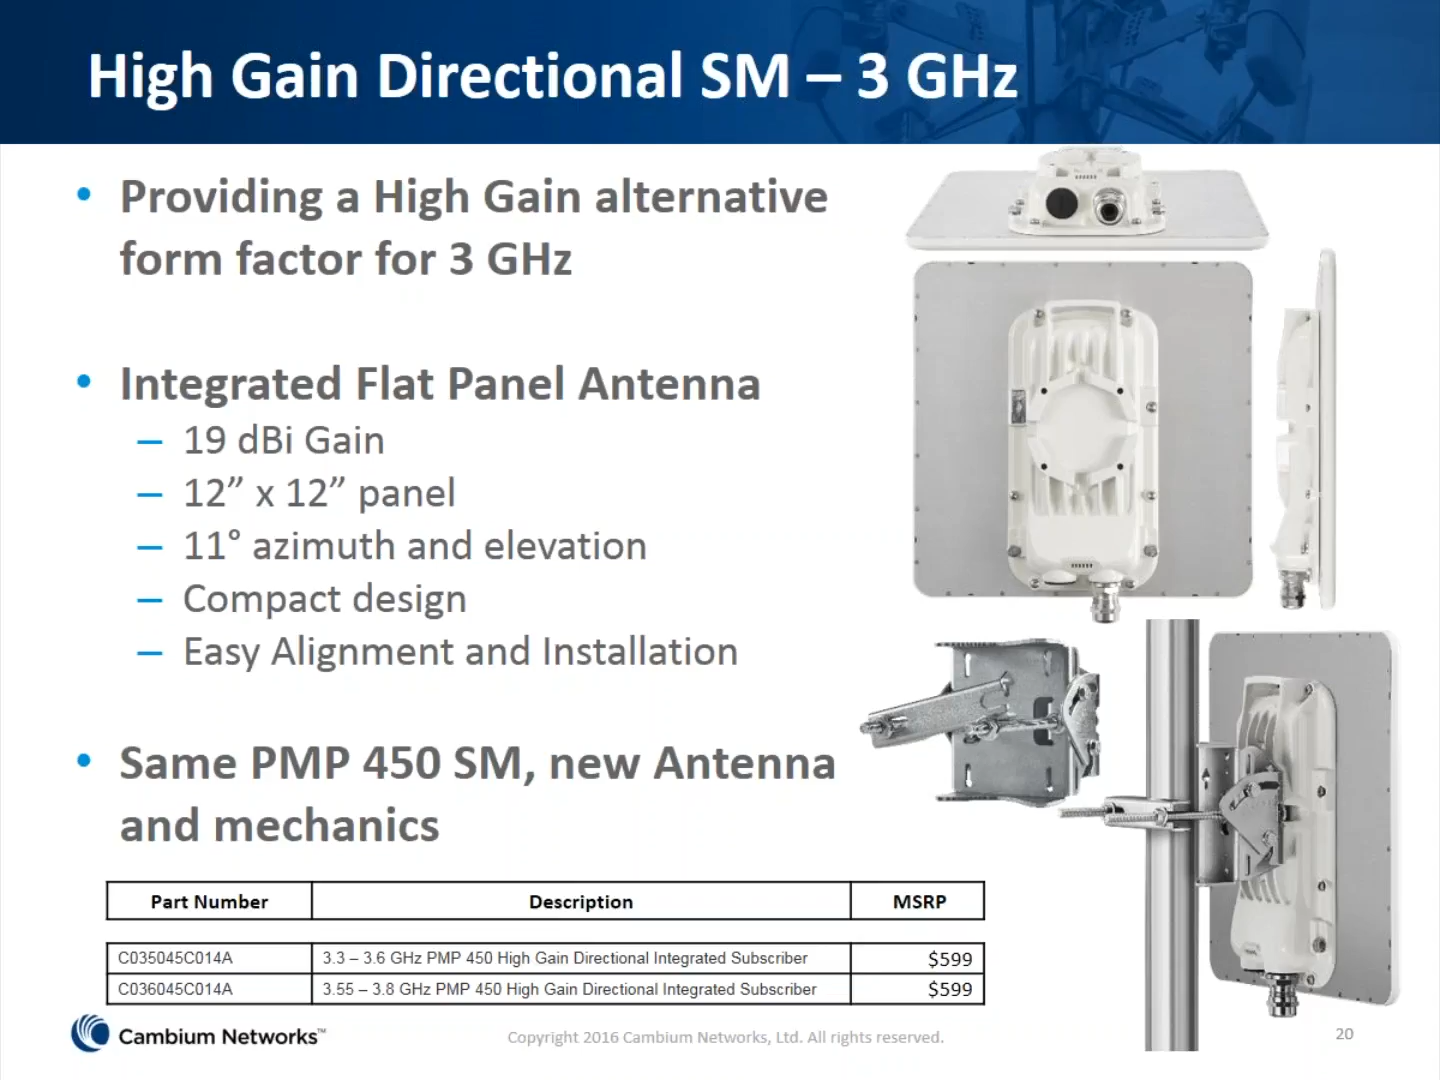 High Gain Directional SM – 3 GHz
• Providing a High Gain alternative
form factor for 3 GHz
• Integrated Flat Panel Antenna
– 19 dBi Gain
– 12” x 12” panel
– 11° azimuth and elevation
– Compact design
– Easy Alignment and Installation
• Same PMP 450 SM, new Antenna
and mechanics
Part Number Description MSRP
C035045C014A 3.3 – 3.6 GHz PMP 450 High Gain Directional Integrated Subscriber $599
C036045C014A 3.55 – 3.8 GHz PMP 450 High Gain Directional Integrated Subscriber $599
Cambium Networks™
Copyright 2016 Cambium Networks, Ltd. All rights reserved.
20